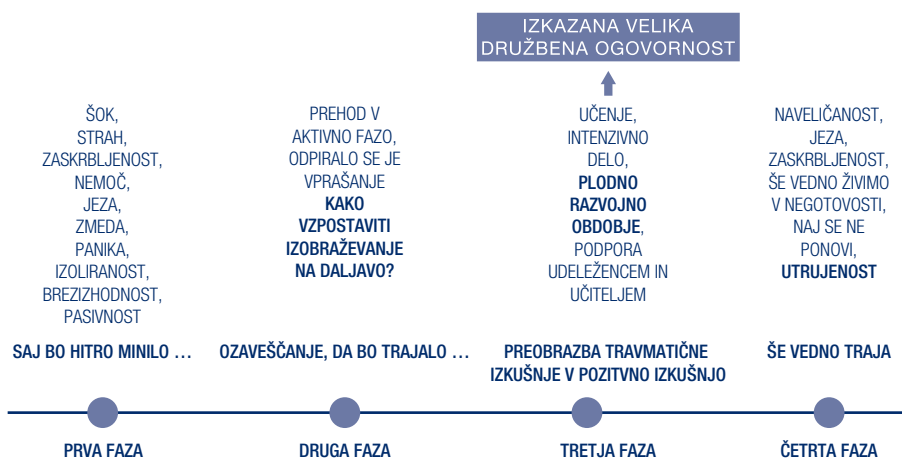 IZKAZANA VELIKA
DRUŽBENA OGOVORNOST
ŠOK,
STRAH,
ZASKRBLJENOST,
NEMOČ,
JEZA,
ZMEDA,
PANIKA,
IZOLIRANOST,
BREZIZHODNOST,
PASIVNOST
SAJ BO HITRO MINILO …
PRVA FAZA
PREHOD V
AKTIVNO FAZO,
ODPIRALO SE JE
VPRAŠANJE
KAKO
VZPOSTAVITI
IZOBRAŽEVANJE
NA DALJAVO?
OZAVEŠČANJE, DA BO TRAJALO …
DRUGA FAZA
UČENJE,
INTENZIVNO
DELO,
PLODNO
RAZVOJNO
OBDOBJE,
PODPORA
UDELEŽENCEM IN
UČITELJEM
PREOBRAZBA TRAVMATIČNE
IZKUŠNJE V POZITVNO IZKUŠNJO
TRETJA FAZA
NAVELIČANOST,
JEZA,
ZASKRBLJENOST,
ŠE VEDNO ŽIVIMO
V NEGOTOVOSTI,
NAJ SE NE
PONOVI,
UTRUJENOST
ŠE VEDNO TRAJA
ČETRTA FAZA